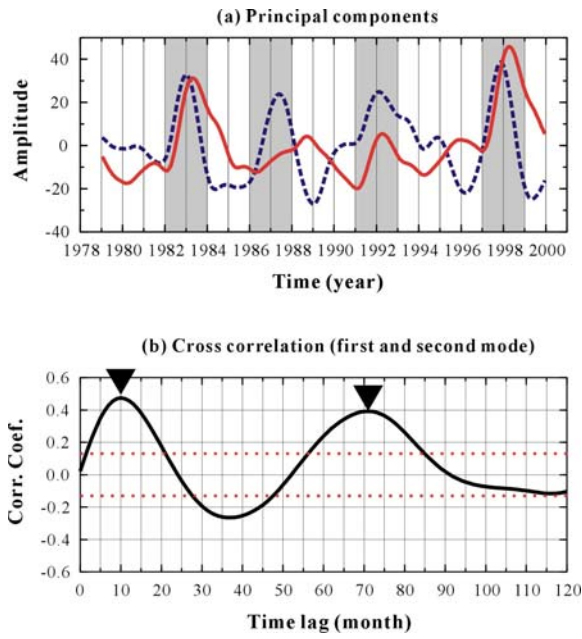 (a) Principal components
Amplitude
40
20
0
-20
-40
1978 1980 1982 1984 1986 1988 1990 1992 1994 1996 1998 2000
Time (year)
(b) Cross correlation (first and second mode)
Corr. Coef.
0.6
0.4
0.2
0.0
-0.2
-0.4
-0.6
0 10 20 30 40 50 60 70 80 90 100 110 120
Time lag (month)